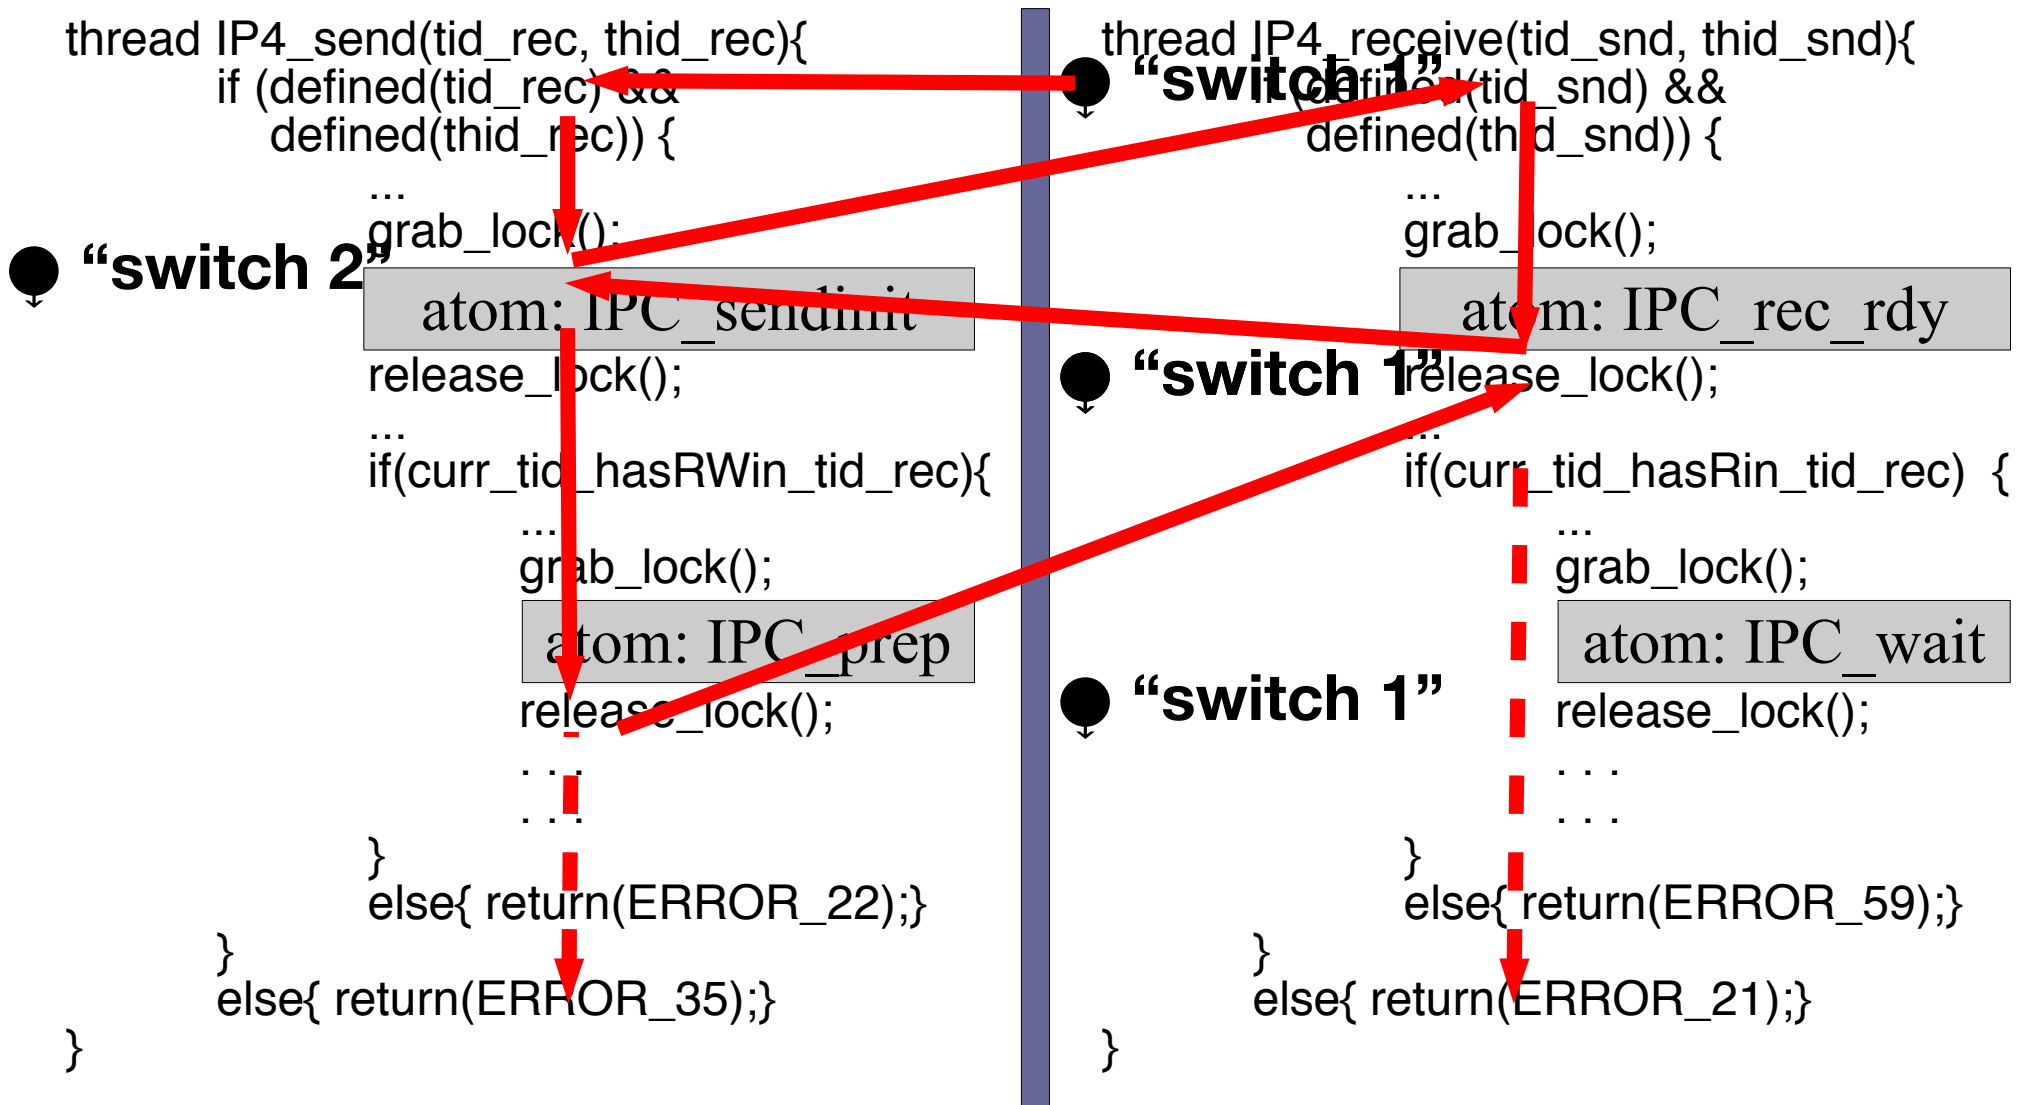 thread IP4_send(tid_rec, thid_rec){
if (defined(tid_rec) &&
defined(thid_rec)) {
...
grab_lock();
“switch 2”
atom: IPC_sendinit
release_lock();
...
if(curr_tid_hasRWin_tid_rec){
...
grab_lock();
atom: IPC_prep
release_lock();
. . .
. . .
}
else{ return(ERROR_22);}
}
else{ return(ERROR_35);}
}
thread IP4_receive(tid_snd, thid_snd){
“switch 1”
if (defined(tid_snd) &&
defined(thid_snd)) {
...
grab_lock();
atom: IPC_rec_rdy
“switch 1”
release_lock();
...
if(curr_tid_hasRin_tid_rec) {
...
grab_lock();
atom: IPC_wait
“switch 1”
release_lock();
. . .
. . .
}
else{ return(ERROR_59);}
}
else{ return(ERROR_21);}
}